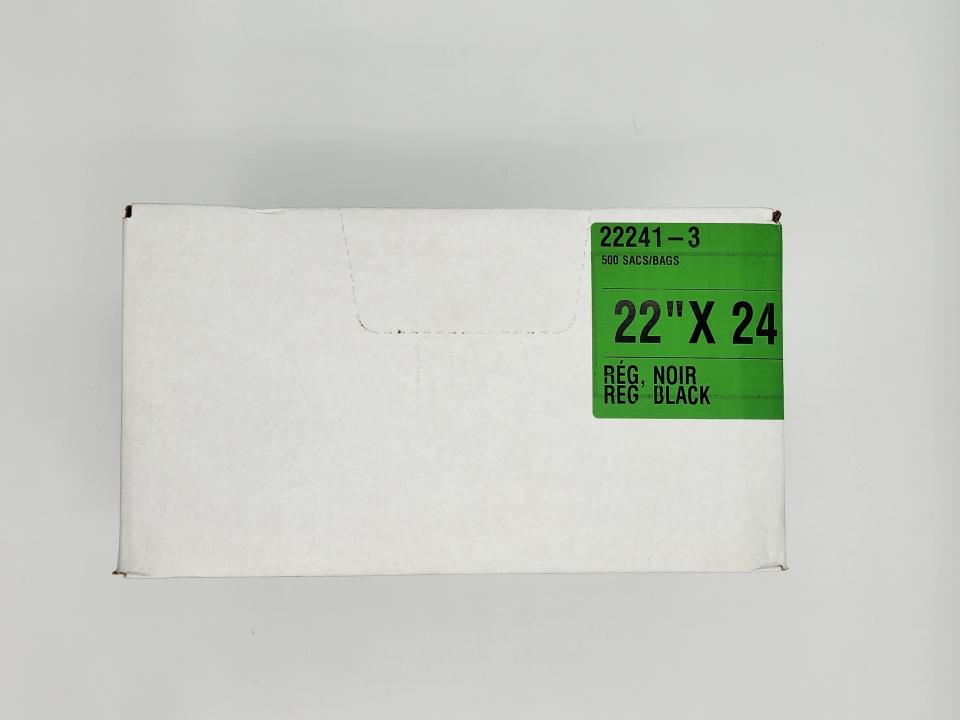 22241–3
500 SACS/BAGS
22"X 24
RÉG, NOIR
REG BLACK